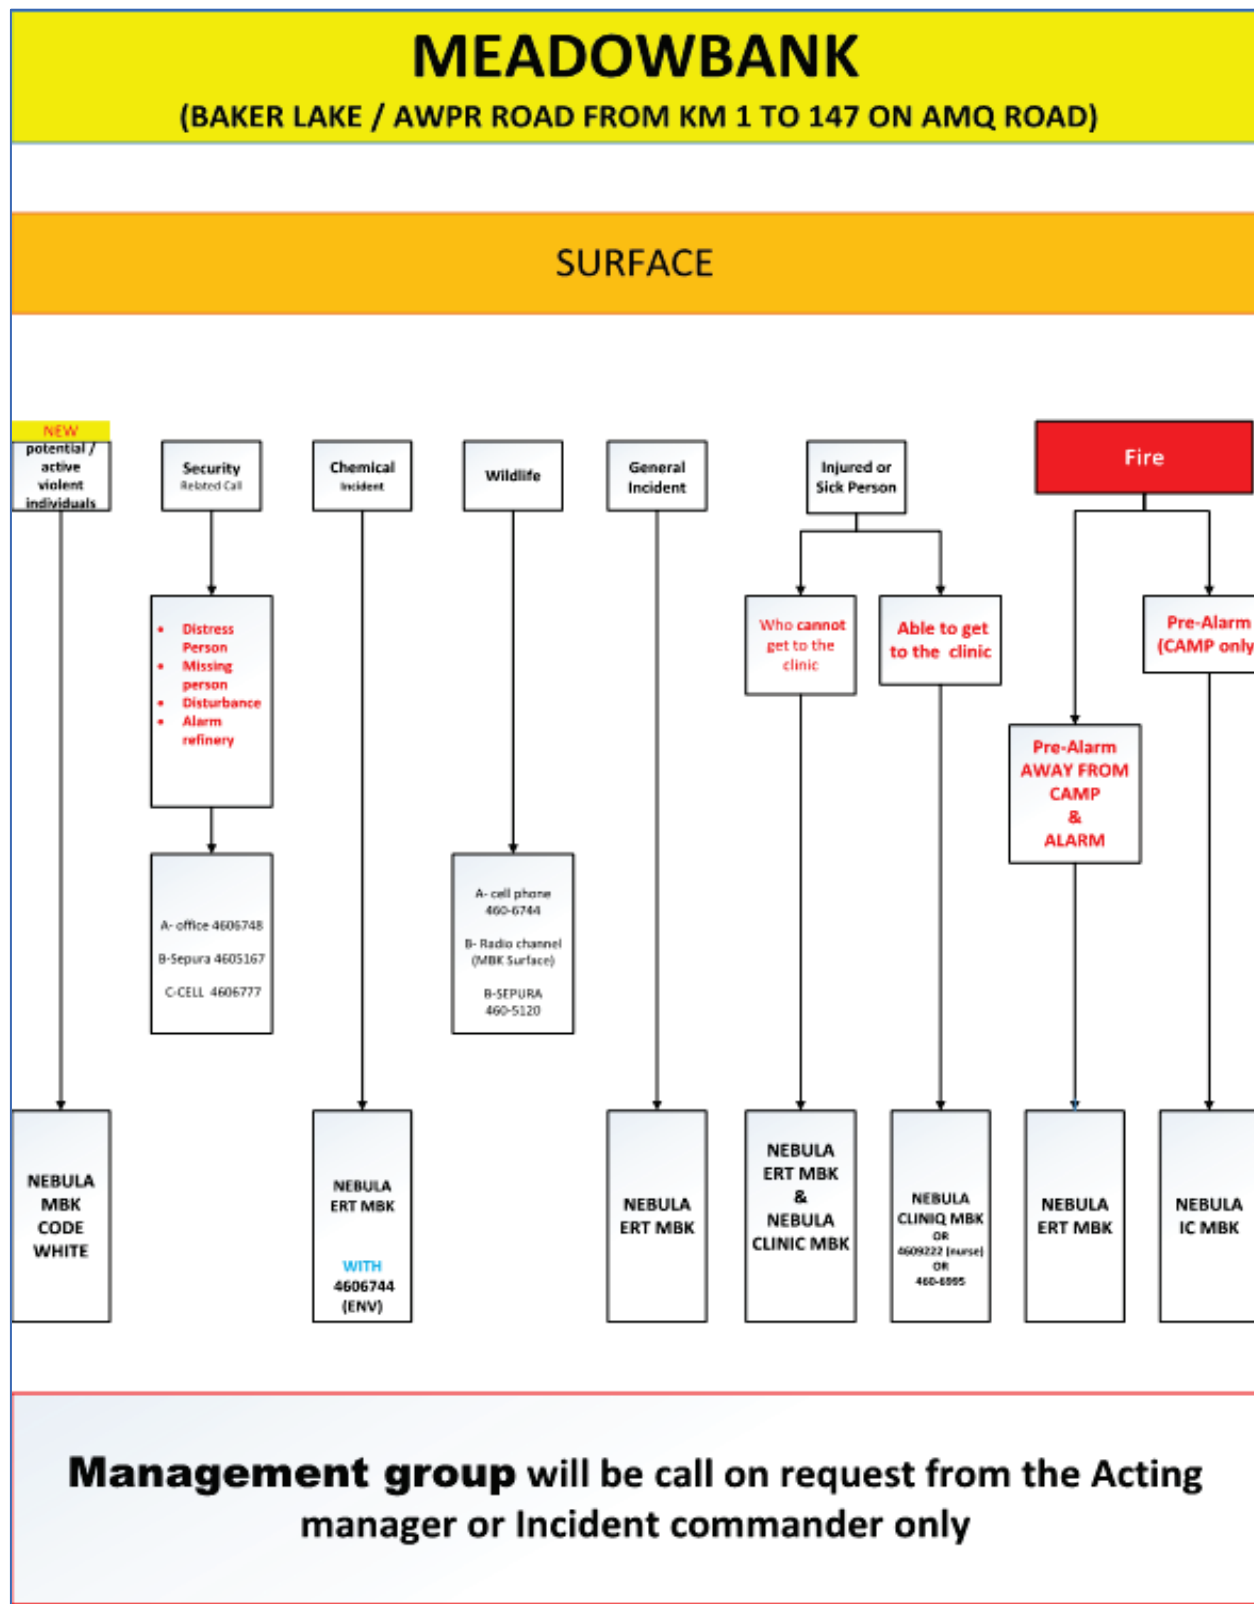 MEADOWBANK
(BAKER LAKE / AWPR ROAD FROM KM 1 TO 147 ON AMQ ROAD)
SURFACE
NEW
potential /
active
violent
individuals
Security
Related Call
Chemical
Incident
Wildlife
General
Incident
Injured or
Sick Person
Fire
• Distress
Person
• Missing
person
• Disturbance
• Alarm
refinery
Who cannot
get to the
clinic
Able to get
to the clinic
Pre-Alarm
(CAMP only
Pre-Alarm
AWAY FROM
CAMP
&
ALARM
A- office 4606748
B-Sepura 4605167
C-CELL 4606777
A- cell phone
460-6744
B- Radio channel
(MBK Surface)
B-SEPURA
460-5120
NEBULA
MBK
CODE
WHITE
NEBULA
ERT MBK
WITH
4606744
(ENV)
NEBULA
ERT MBK
NEBULA
ERT MBK
&
NEBULA
CLINIC MBK
NEBULA
CLINIQ MBK
OR
4609222 (nurse)
OR
460-6995
NEBULA
ERT MBK
NEBULA
IC MBK
Management group will be call on request from the Acting
manager or Incident commander only